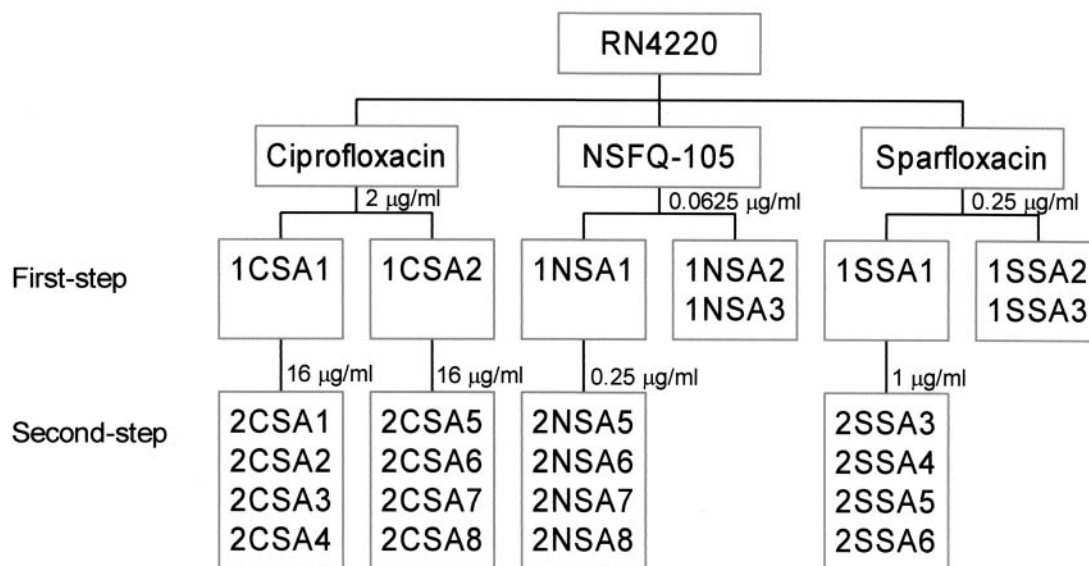 RN4220
Ciprofloxacin
NSFQ-105
Sparfloxacin
2 μg/ml
0.0625 μg/ml
0.25 μg/ml
First-step
1CSA1
1CSA2
1NSA1
1NSA2
1NSA3
1SSA1
1SSA2
1SSA3
16 μg/ml
16 μg/ml
0.25 μg/ml
1 μg/ml
Second-step
2CSA1
2CSA2
2CSA3
2CSA4
2CSA5
2CSA6
2CSA7
2CSA8
2NSA5
2NSA6
2NSA7
2NSA8
2SSA3
2SSA4
2SSA5
2SSA6